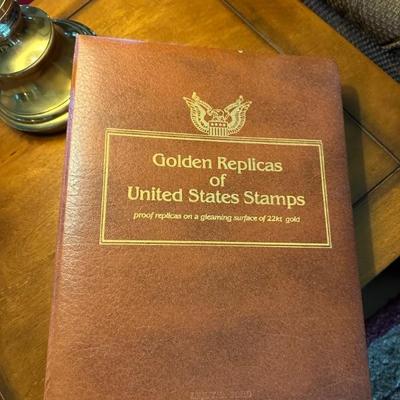 Golden Replicas
of
United States Stamps
proof replicas on a gleaming surface of 22kt gold